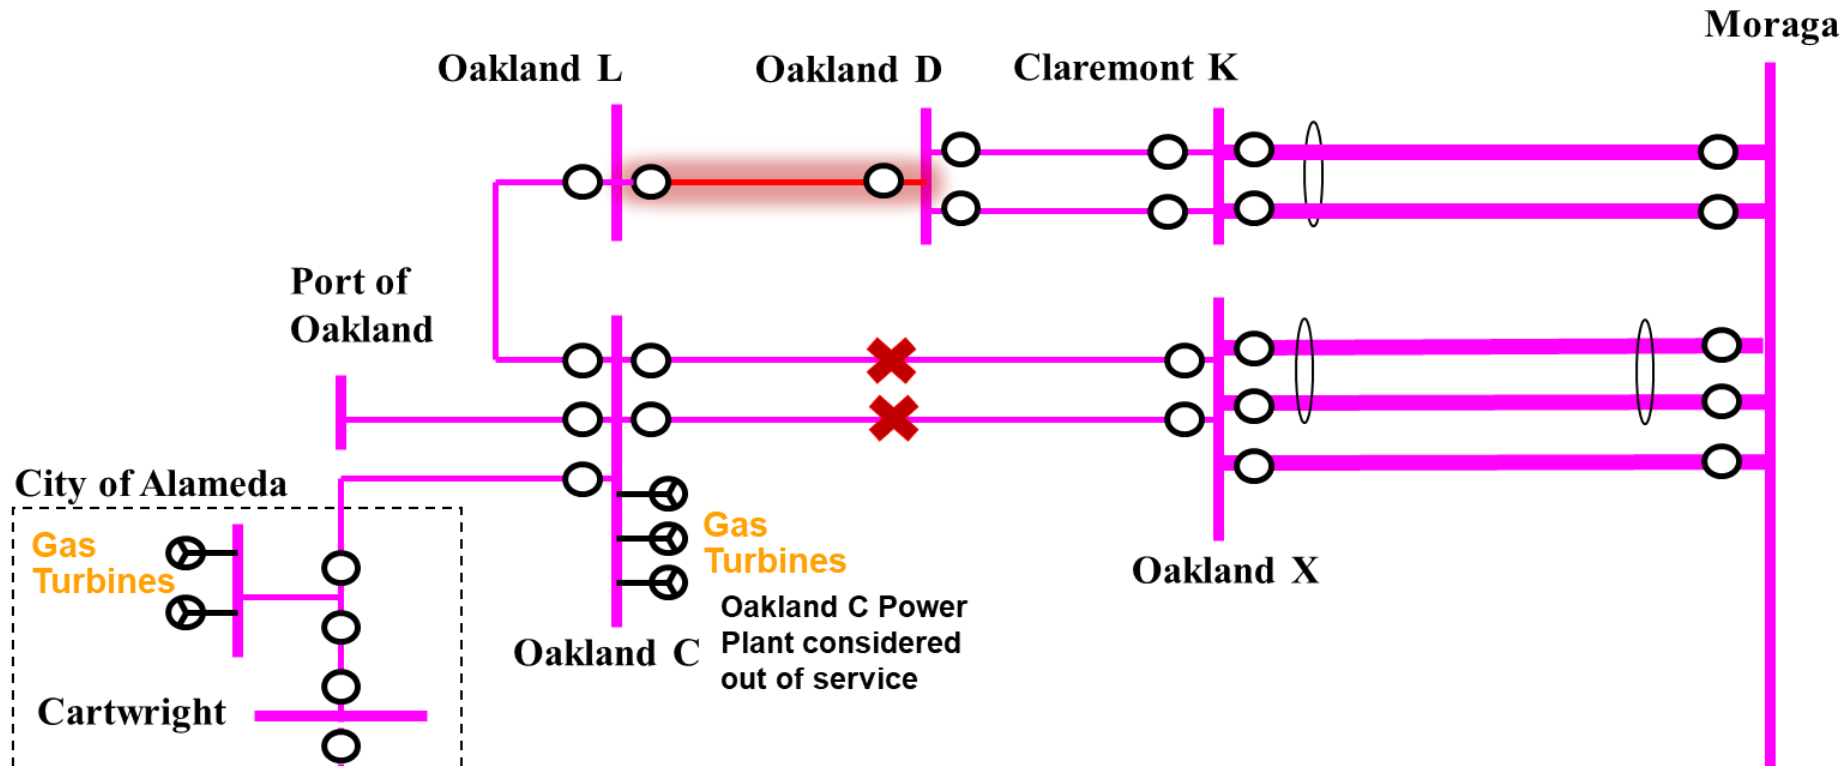 Moraga
Oakland L
Oakland D
Claremont K
Port of
Oakland
City of Alameda
Gas
Turbines
Gas
Turbines
Oakland X
Oakland C Power
Plant considered
out of service
Oakland C
Cartwright